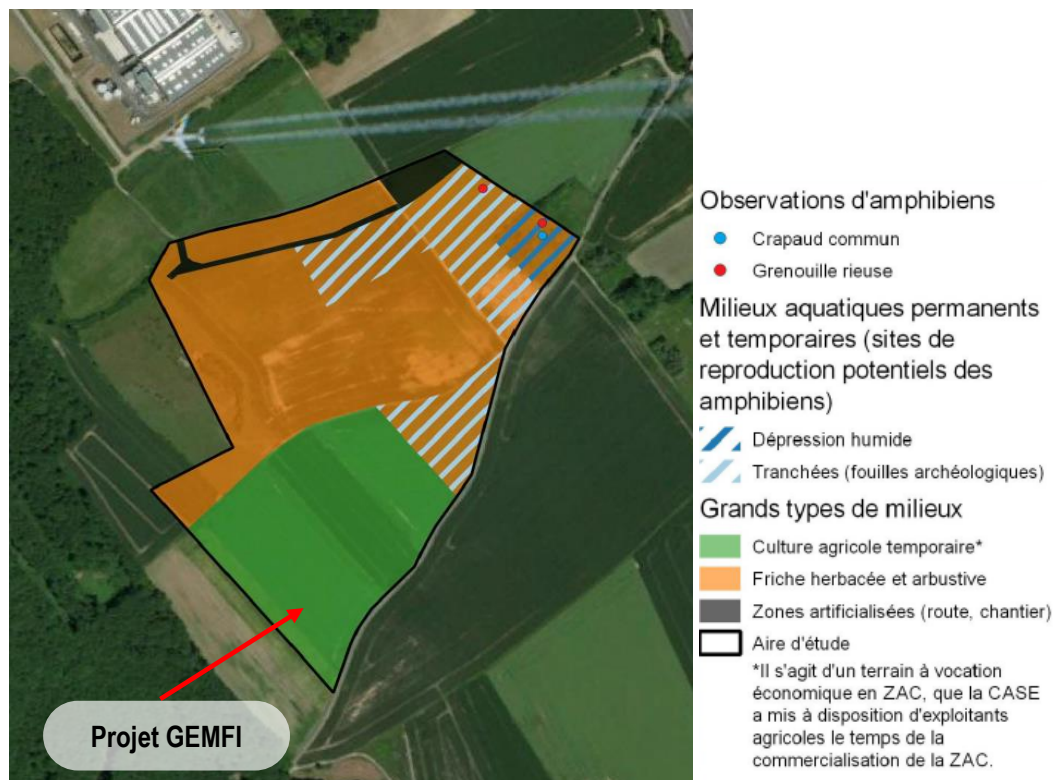 Projet GEMFI
Observations d'amphibiens
Crapaud commun
Grenouille rieuse
Milieux aquatiques permanents
et temporaires (sites de
reproduction potentiels des
amphibiens)
Dépression humide
Tranchées (fouilles archéologiques)
Grands types de milieux
Culture agricole temporaire*
Friche herbacée et arbustive
Zones artificialisées (route, chantier)
Aire d'étude
*Il s'agit d'un terrain à vocation
économique en ZAC, que la CASE
a mis à disposition d'exploitants
agricoles le temps de la
commercialisation de la ZAC.